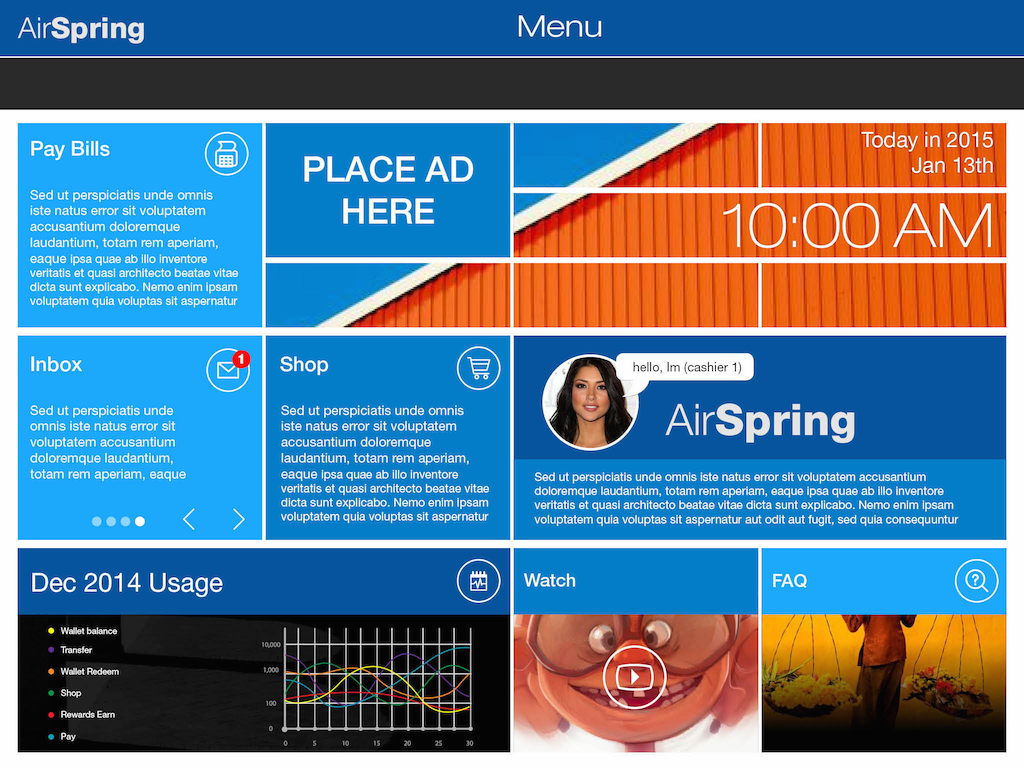 AirSpring
Menu
Pay Bills
Sed ut perspiciatis unde omnis
iste natus error sit voluptatem
accusantium doloremque
laudantium, totam rem aperiam,
eaque ipsa quae ab illo inventore
veritatis et quasi architecto beatae vitae
dicta sunt explicabo. Nemo enim ipsam
voluptatem quia voluptas sit aspernatur
PLACE AD
HERE
Today in 2015
Jan 13th
10:00 AM
Inbox
1
Sed ut perspiciatis unde
omnis iste natus error sit
voluptatem accusantium
doloremque laudantium,
totam rem aperiam, eaque
Shop
Sed ut perspiciatis unde omnis
iste natus error sit voluptatem
accusantium doloremque
laudantium, totam rem aperiam,
eaque ipsa quae ab illo inventore
veritatis et quasi architecto beatae vitae
dicta sunt explicabo. Nemo enim ipsam
voluptatem quia voluptas sit aspernatur
hello, Im (cashier 1)
AirSpring
Sed ut perspiciatis unde omnis iste natus error sit voluptatem accusantium
doloremque laudantium, totam rem aperiam, eaque ipsa quae ab illo inventore
veritatis et quasi architecto beatae vitae dicta sunt explicabo. Nemo enim ipsam
voluptatem quia voluptas sit aspernatur aut odit aut fugit, sed quia consequuntur
Dec 2014 Usage
Wallet balance
Transfer
Wallet Redeem
Shop
Rewards Earn
Pay
10,000
1,000
100
0
0 5 10 15 20 25 30
Watch
FAQ
?